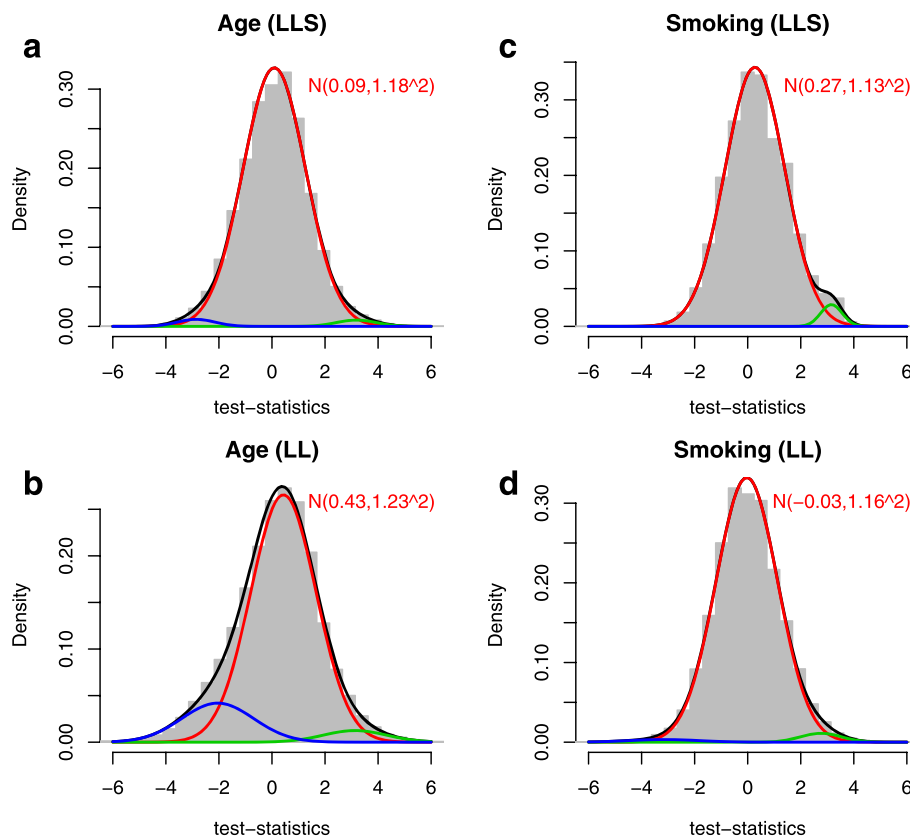 a
Age (LLS)
N(0.09,1.18^2)
Density
0.00 0.10 0.20 0.30
−6 −4 −2 0 2 4 6
test−statistics
c
Smoking (LLS)
N(0.27,1.13^2)
Density
0.00 0.10 0.20 0.30
−6 −4 −2 0 2 4 6
test−statistics
b
Age (LL)
N(0.43,1.23^2)
Density
0.00 0.10 0.20
−6 −4 −2 0 2 4 6
test−statistics
d
Smoking (LL)
N(−0.03,1.16^2)
Density
0.00 0.10 0.20 0.30
−6 −4 −2 0 2 4 6
test−statistics